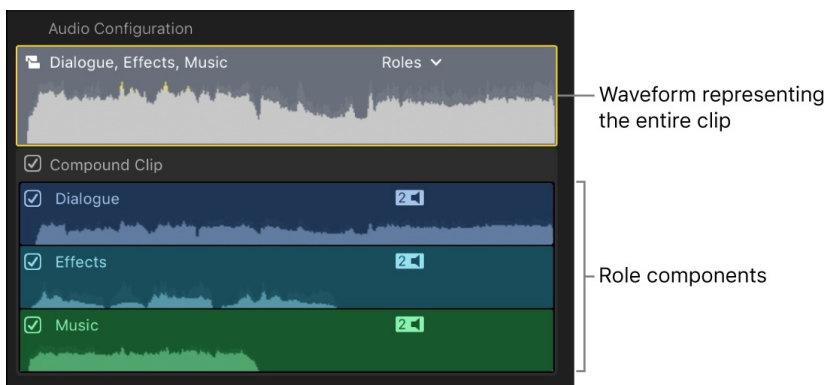 Audio Configuration
Dialogue, Effects, Music Roles
Waveform representing
the entire clip
Compound Clip
Dialogue 2
Effects 2
Role components
Music 2